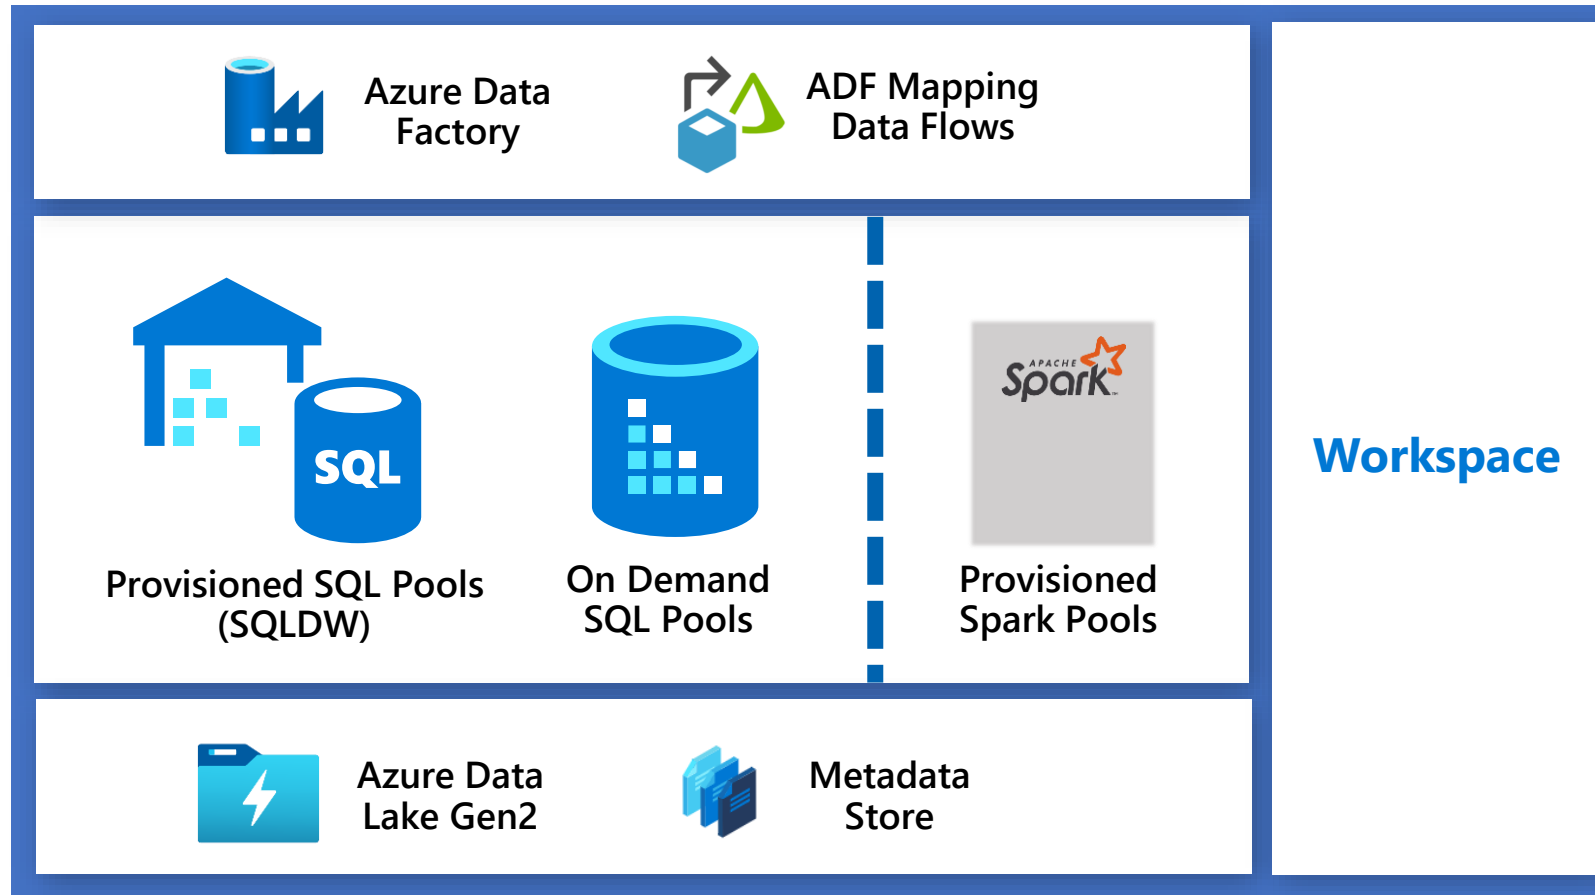 Azure Data
Factory
ADF Mapping
Data Flows
SQL
Provisioned SQL Pools
(SQLDW)
On Demand
SQL Pools
APACHE
Spark™
Provisioned
Spark Pools
Azure Data
Lake Gen2
Metadata
Store
Workspace